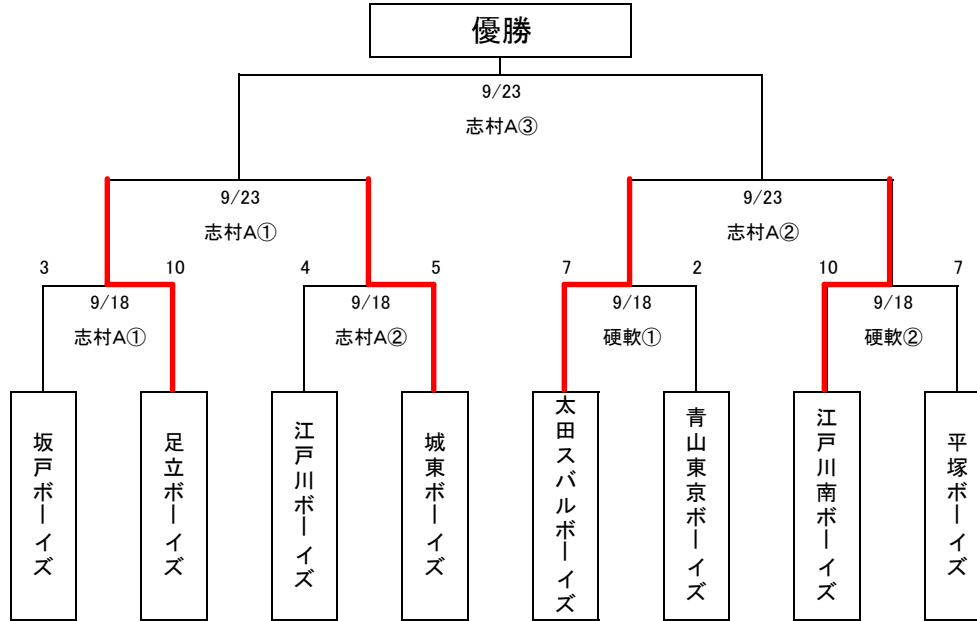 優勝
9/23
志村A③
9/23
志村A①
9/23
志村A②
3
10
4
5
7
2
10
7
9/18
志村A①
9/18
志村A②
9/18
硬軟①
9/18
硬軟②
坂戸ボーイズ
足立ボーイズ
江戸川ボーイズ
城東ボーイズ
太田スバルボーイズ
青山東京ボーイズ
江戸川南ボーイズ
平塚ボーイズ